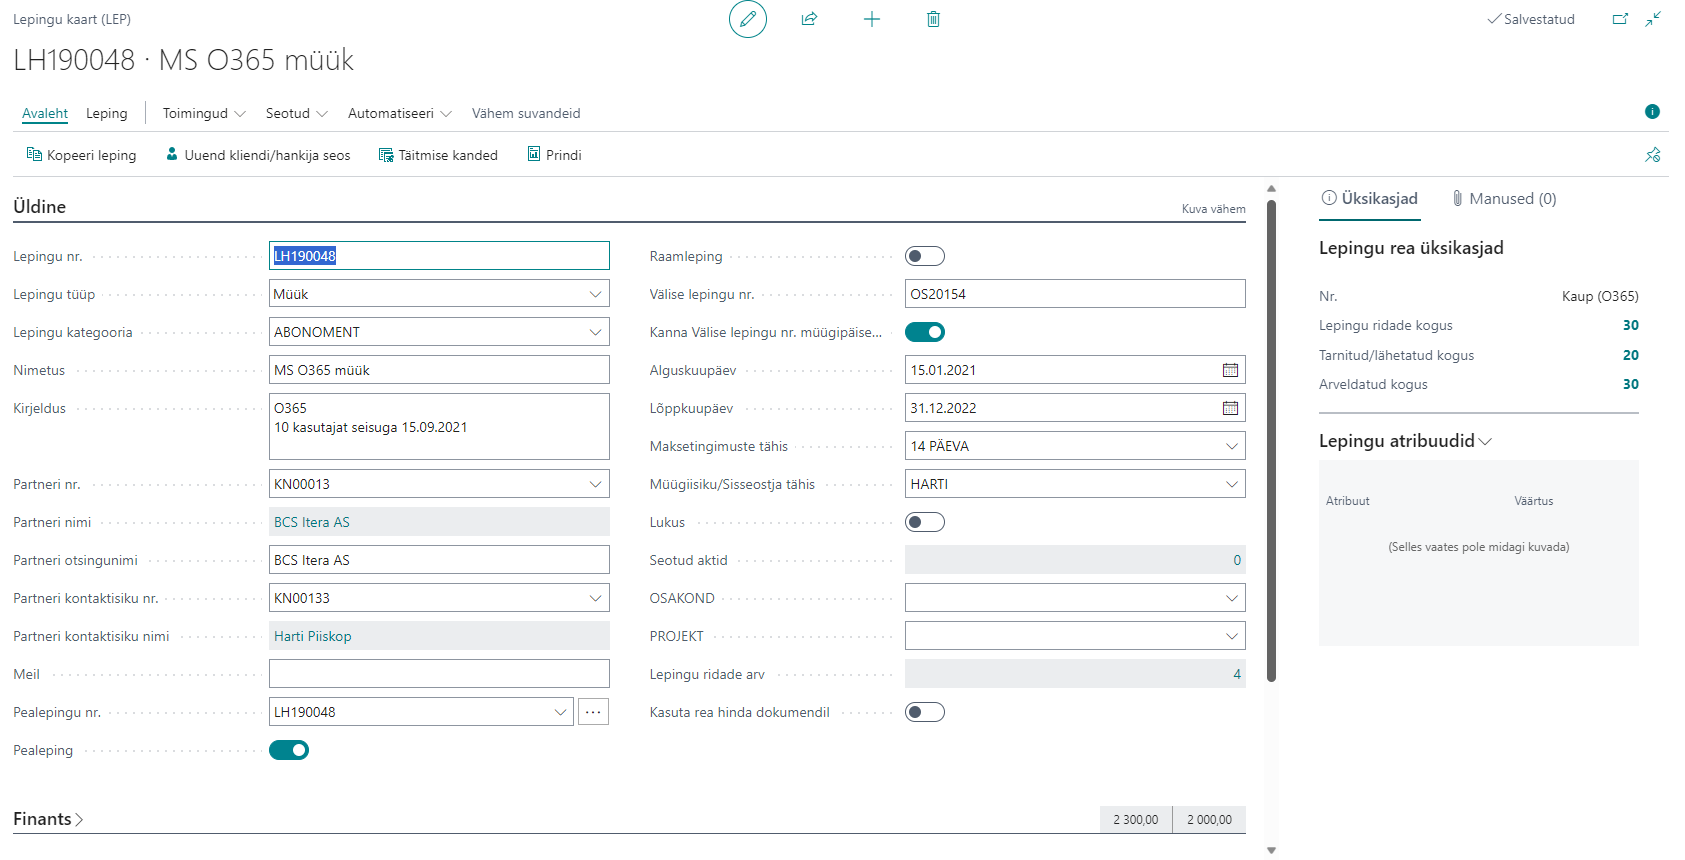 Lepingu kaart (LEP)
Salvestatud
LH190048 · MS O365 müük
Avaleht
Leping
Toimingud
Seotud
Automatiseeri
Vähem suvandeid
Kopeeri leping
Uuend kliendi/hankija seos
Täitmise kanded
Prindi
Üldine
Kuva vähem
Lepingu nr.
LH190048
Lepingu tüüp
Müük
Lepingu kategooria
ABONOMENT
Nimetus
MS O365 müük
Kirjeldus
O365
10 kasutajat seisuga 15.09.2021
Partneri nr.
KN00013
Partneri nimi
BCS Itera AS
Partneri otsingunimi
BCS Itera AS
Partneri kontaktisiku nr.
KN00133
Partneri kontaktisiku nimi
Harti Piiskop
Meil
Pealepingu nr.
LH190048
...
Pealeping
Raamleping
Välise lepingu nr.
OS20154
Kanna Välise lepingu nr. müügipäise...
Alguskuupäev
15.01.2021
Lõppkuupäev
31.12.2022
Maksetingimuste tähis
14 PÄEVA
Müügiisiku/Sisseostja tähis
HARTI
Lukus
Seotud aktid
0
OSAKOND
PROJEKT
Lepingu ridade arv
4
Kasuta rea hinda dokumendil
Finants
2 300,00
2 000,00
Üksikasjad
Manused (0)
Lepingu rea üksikasjad
Nr.
Kaup (O365)
Lepingu ridade kogus
30
Tarnitud/lähetatud kogus
20
Arveldatud kogus
30
Lepingu atribuudid
Atribuut
Väärtus
(Selles vaates pole midagi kuvada)